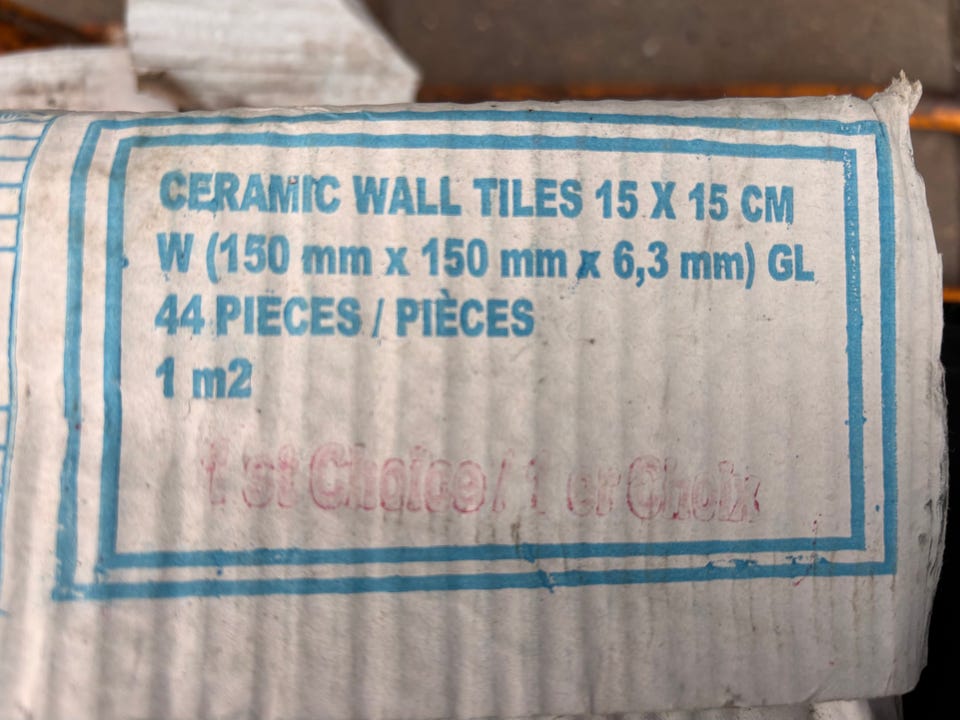 CERAMIC WALL TILES 15 X 15 CM
W (150 mm x 150 mm x 6,3 mm) GL
44 PIECES / PIÈCES
1 m2
1 st Choice / 1 er Choix